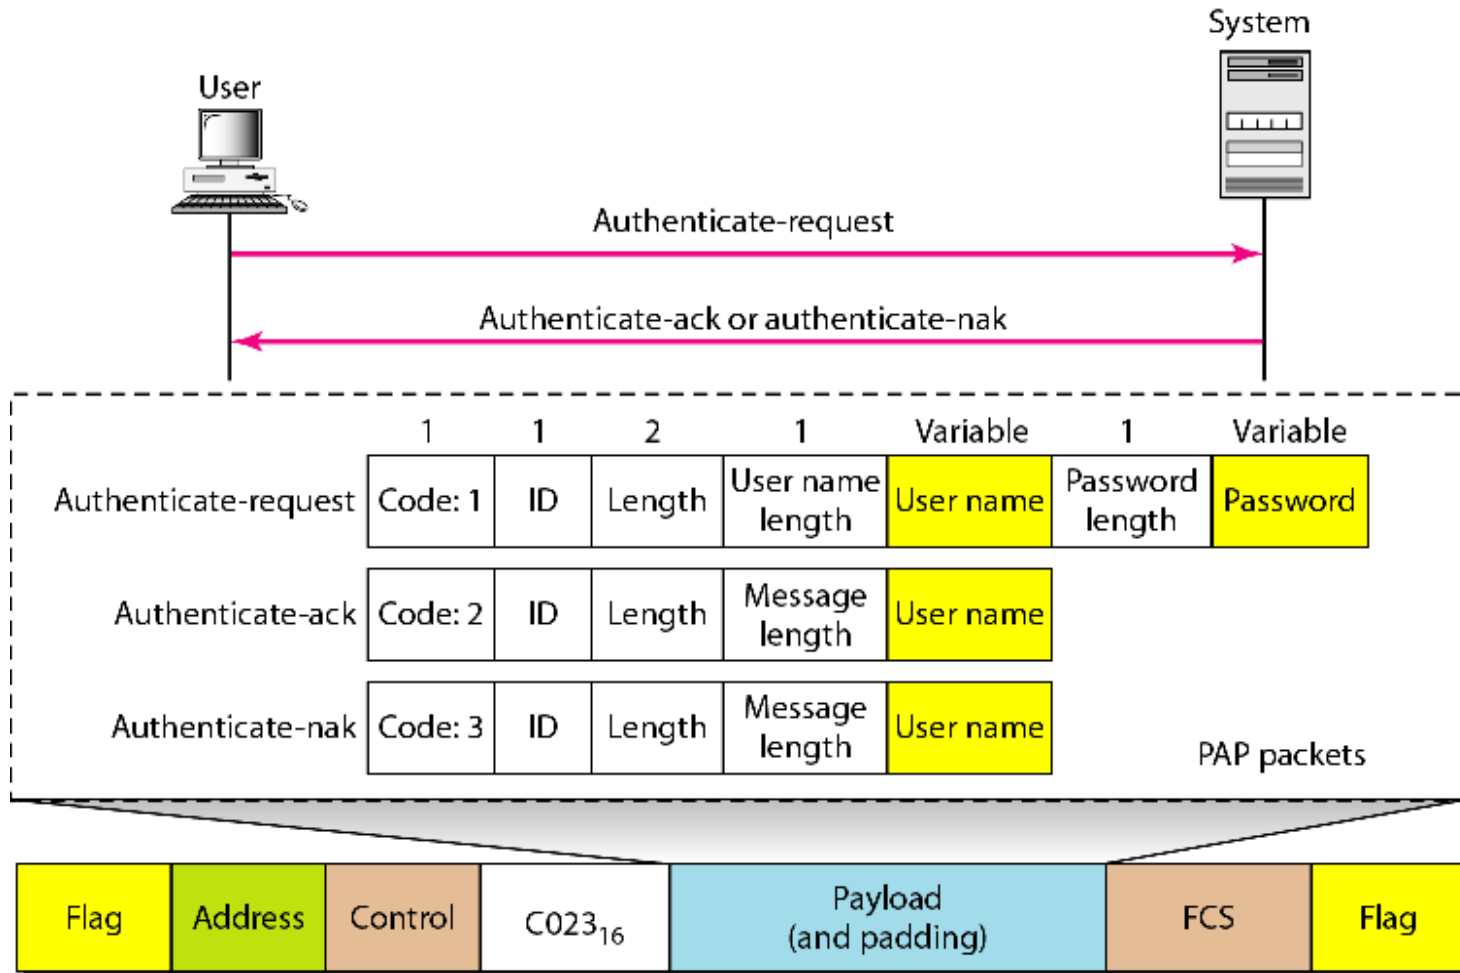 System
User
Authenticate-request
Authenticate-ack or authenticate-nak
1 1 2 1 Variable 1 Variable
Authenticate-request Code: 1 ID Length User name length User name Password length Password
Authenticate-ack Code: 2 ID Length Message length User name
Authenticate-nak Code: 3 ID Length Message length User name
PAP packets
Flag Address Control C023₁₆ Payload (and padding) FCS Flag